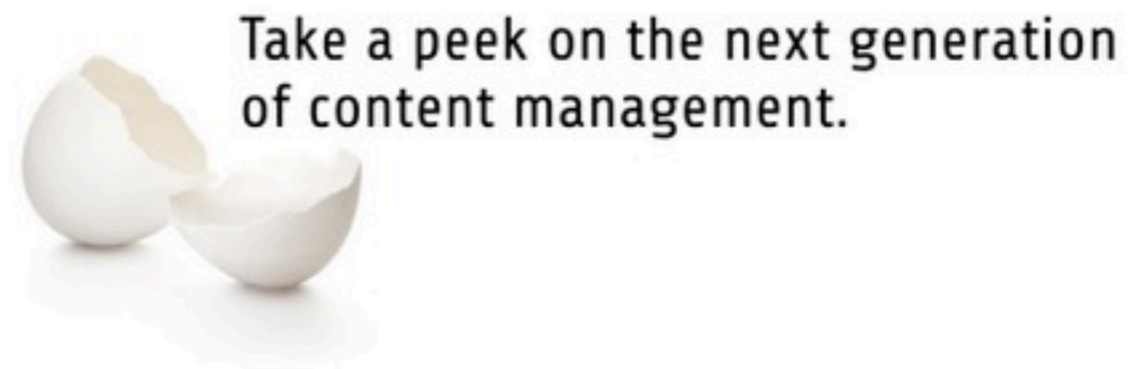 Take a peek on the next generation
of content management.